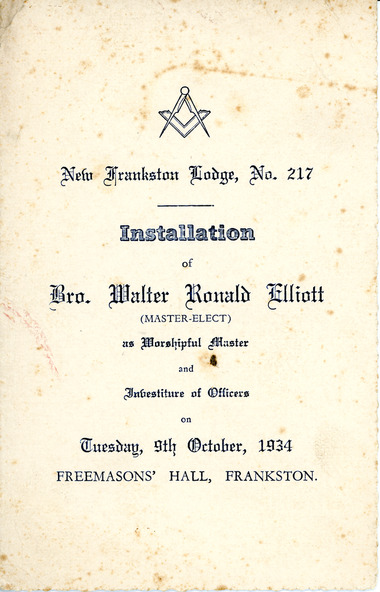 New Frankston Lodge, No. 217
Installation
of
Bro. Walter Ronald Elliott
(MASTER-ELECT)
as Worshipful Master
and
Investiture of Officers
on
Tuesday, 9th October, 1934
FREEMASONS' HALL, FRANKSTON.